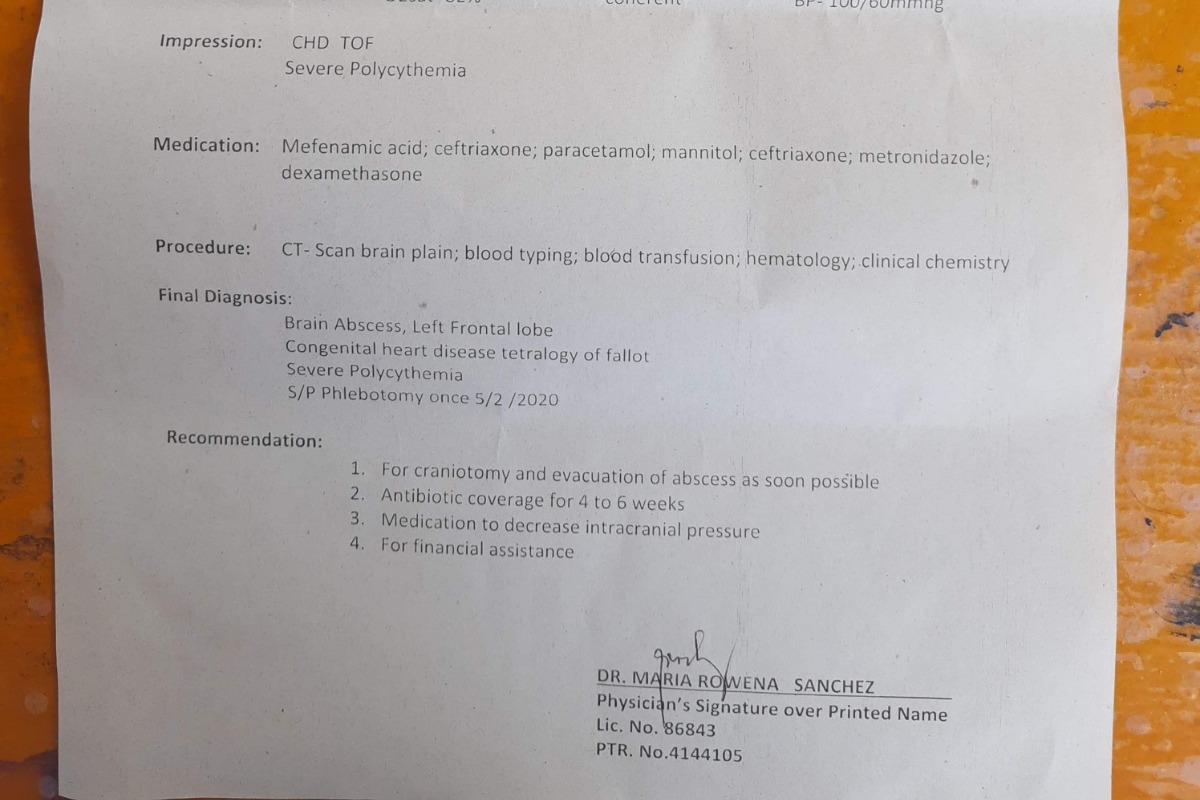 coherent BP- 100/60mmhg
Impression: CHD TOF
Severe Polycythemia
Medication: Mefenamic acid; ceftriaxone; paracetamol; mannitol; ceftriaxone; metronidazole;
dexamethasone
Procedure: CT- Scan brain plain; blood typing; blood transfusion; hematology; clinical chemistry
Final Diagnosis:
Brain Abscess, Left Frontal lobe
Congenital heart disease tetralogy of fallot
Severe Polycythemia
S/P Phlebotomy once 5/2 /2020
Recommendation:
1. For craniotomy and evacuation of abscess as soon possible
2. Antibiotic coverage for 4 to 6 weeks
3. Medication to decrease intracranial pressure
4. For financial assistance
DR. MARIA ROWENA SANCHEZ
Physician's Signature over Printed Name
Lic. No. 86843
PTR. No.4144105